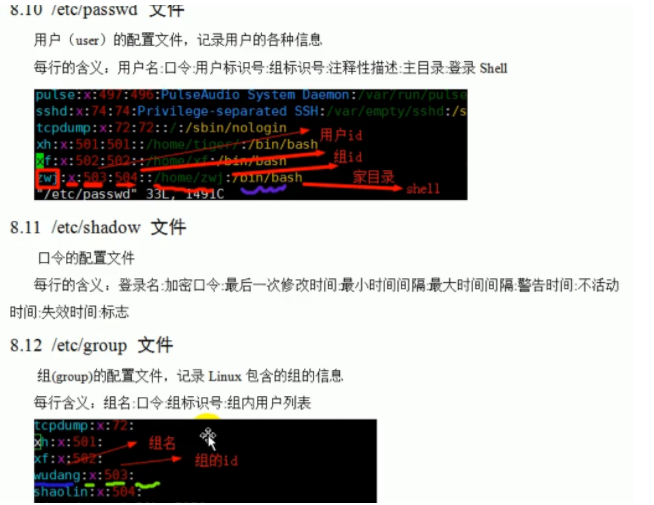 8.10 /etc/passwd 文件
用户（user）的配置文件，记录用户的各种信息
每行的含义：用户名:口令:用户标识号:组标识号:注释性描述:主目录:登录 Shell
pulse:x:497:496:PulseAudio System Daemon:/var/run/pulse
sshd:x:74:74:Privilege-separated SSH:/var/empty/sshd:/s
tcpdump:x:72:72::/:/sbin/nologin
用户id
xh:x:501:501::/home/tiger/:/bin/bash
xf:x:502:502::/home/xf:/bin/bash
组id
zwj:x:503:504::/home/zwj:/bin/bash
家目录
shell
"/etc/passwd" 33L, 1491C
8.11 /etc/shadow 文件
口令的配置文件
每行的含义：登录名:加密口令:最后一次修改时间:最小时间间隔:最大时间间隔:警告时间:不活动
时间:失效时间:标志
8.12 /etc/group 文件
组(group)的配置文件，记录 Linux 包含的组的信息
每行含义：组名:口令:组标识号:组内用户列表
tcpdump:x:72:
xh:x:501:
组名
xf:x:502:
组的id
wudang:x:503:
shaolin:x:504: